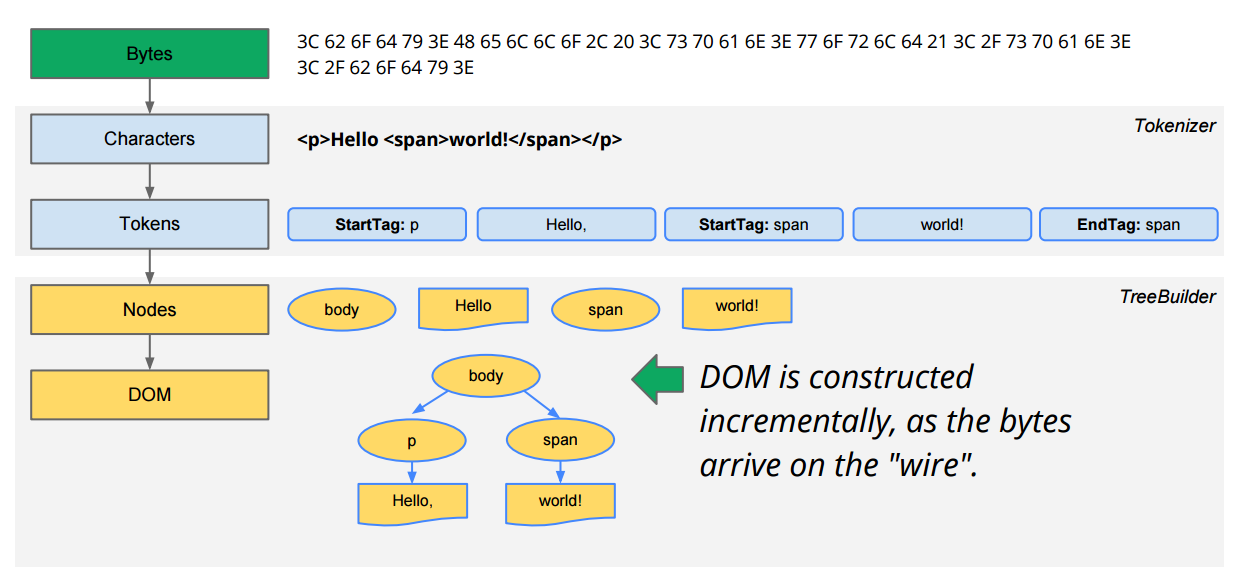 Bytes
3C 62 6F 64 79 3E 48 65 6C 6C 6F 2C 20 3C 73 70 61 6E 3E 77 6F 72 6C 64 21 3C 2F 73 70 61 6E 3E
3C 2F 62 6F 64 79 3E
Tokenizer
Characters
<p>Hello <span>world!</span></p>
Tokens
StartTag: p
Hello,
StartTag: span
world!
EndTag: span
TreeBuilder
Nodes
body
Hello
span
world!
DOM
body
p
span
Hello,
world!
DOM is constructed
incrementally, as the bytes
arrive on the "wire".